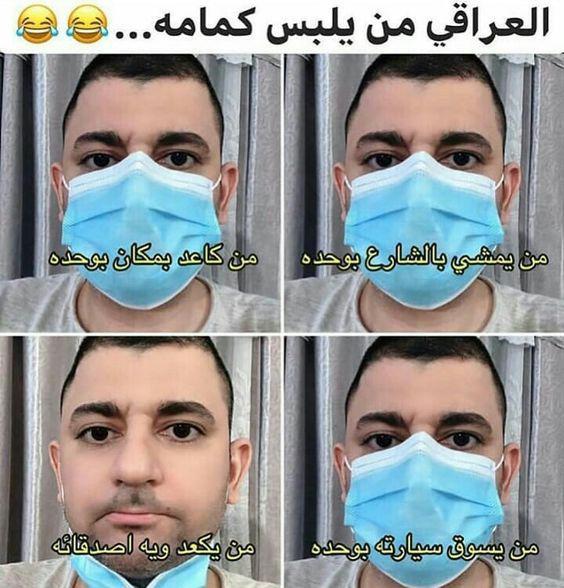 العراقي من يلبس كمامه...😂😂
من يمشي بالشارع بوحده
من كاعد بمكان بوحده
من يسوق سيارته بوحده
من يكعد ويه اصدقائه